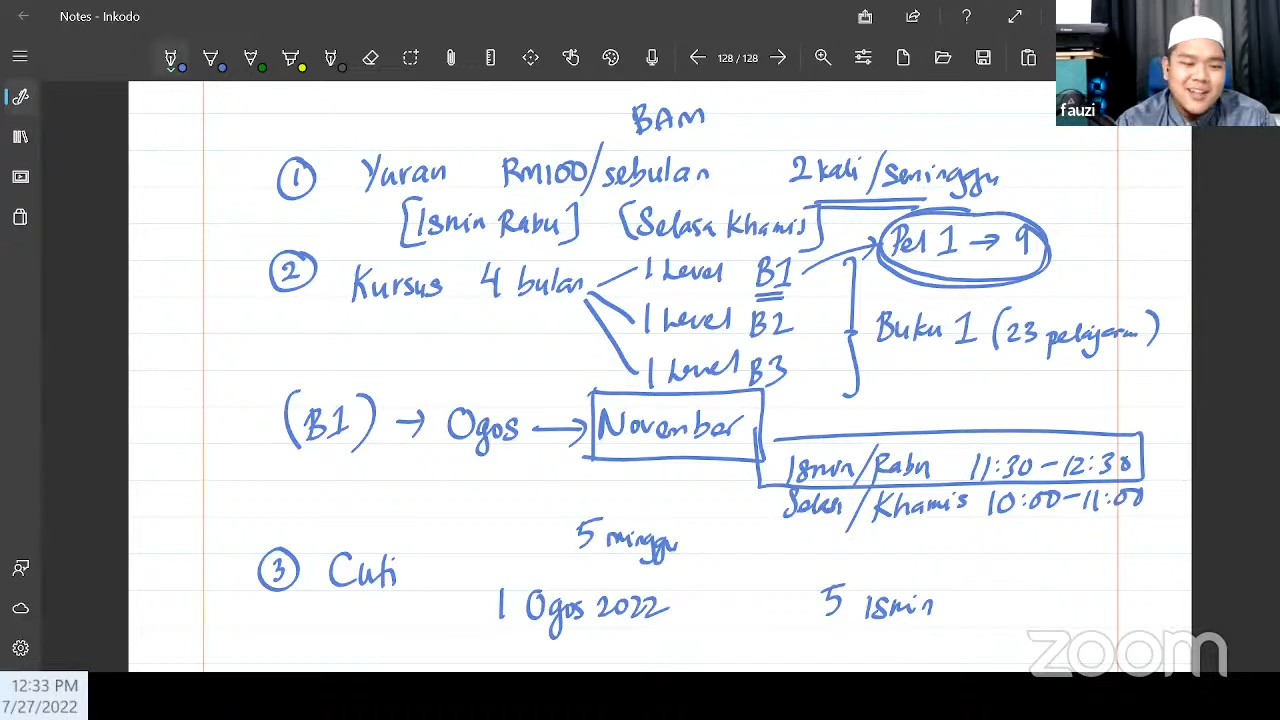 Notes - Inkodo
128 / 128
fauzi
BAM
1 Yuran RM100/sebulan 2 kali/seminggu
[Isnin Rabu] [Selasa Khamis]
Pel 1 → 9
2 Kursus 4 bulan
1 Level B1
1 Level B2
1 Level B3
Buku 1 (23 pelajaran)
(B1) → Ogos → November
Isnin/Rabu 11:30-12:30
Selasa/Khamis 10:00-11:00
5 minggu
3 Cuti
1 Ogos 2022
5 Isnin
zoom
12:33 PM
7/27/2022